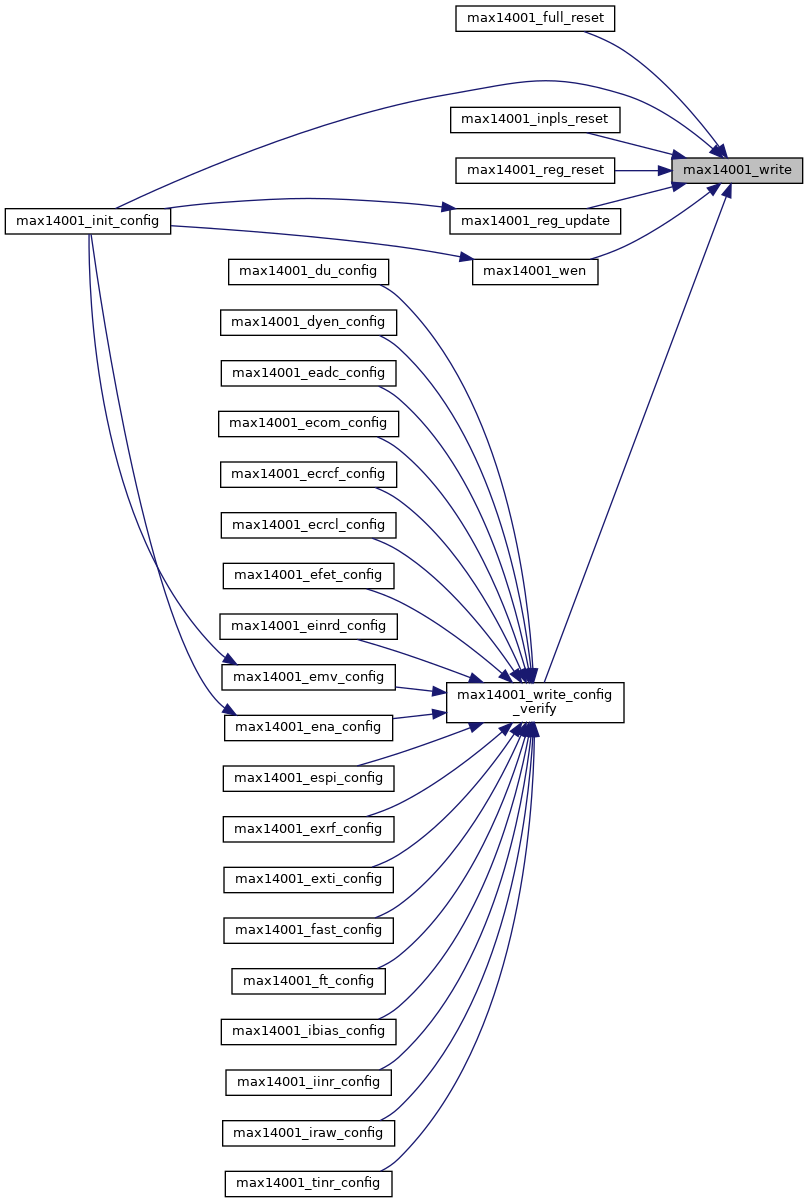 max14001_full_reset
max14001_inpls_reset
max14001_reg_reset
max14001_write
max14001_init_config
max14001_reg_update
max14001_wen
max14001_du_config
max14001_dyen_config
max14001_eadc_config
max14001_ecom_config
max14001_ecrcf_config
max14001_ecrcl_config
max14001_efet_config
max14001_einrd_config
max14001_emv_config
max14001_write_config
_verify
max14001_ena_config
max14001_espi_config
max14001_exrf_config
max14001_exti_config
max14001_fast_config
max14001_ft_config
max14001_ibias_config
max14001_iinr_config
max14001_iraw_config
max14001_tinr_config